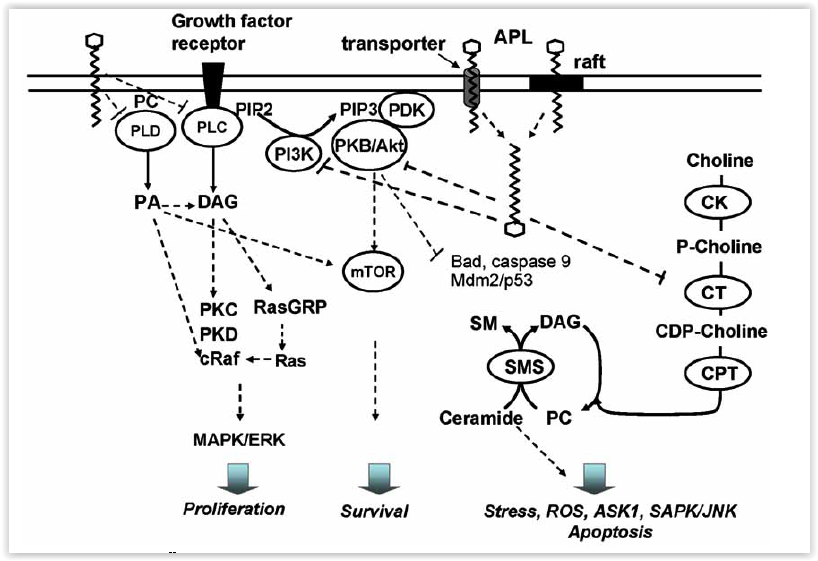 Growth factor
receptor
transporter
APL
raft
PC
PLD
PLC
PIP2
PIP3
PDK
PI3K
PKB/Akt
PA
DAG
mTOR
Bad, caspase 9
Mdm2/p53
Choline
CK
P-Choline
CT
CDP-Choline
CPT
PKC
PKD
cRaf
RasGRP
Ras
SM
DAG
SMS
Ceramide
PC
MAPK/ERK
Proliferation
Survival
Stress, ROS, ASK1, SAPK/JNK
Apoptosis